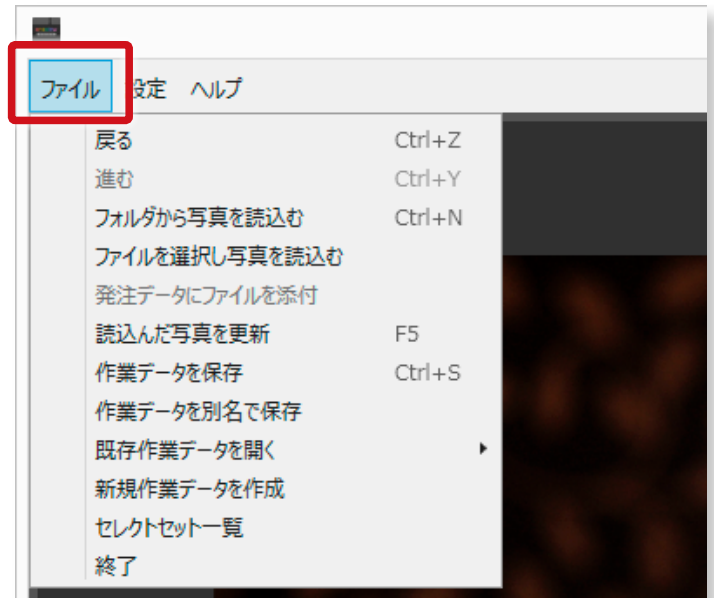 ファイル 設定 ヘルプ
戻る Ctrl+Z
進む Ctrl+Y
フォルダから写真を読込む Ctrl+N
ファイルを選択し写真を読込む
発注データにファイルを添付
読込んだ写真を更新 F5
作業データを保存 Ctrl+S
作業データを別名で保存
既存作業データを開く
新規作業データを作成
セレクトセット一覧
終了